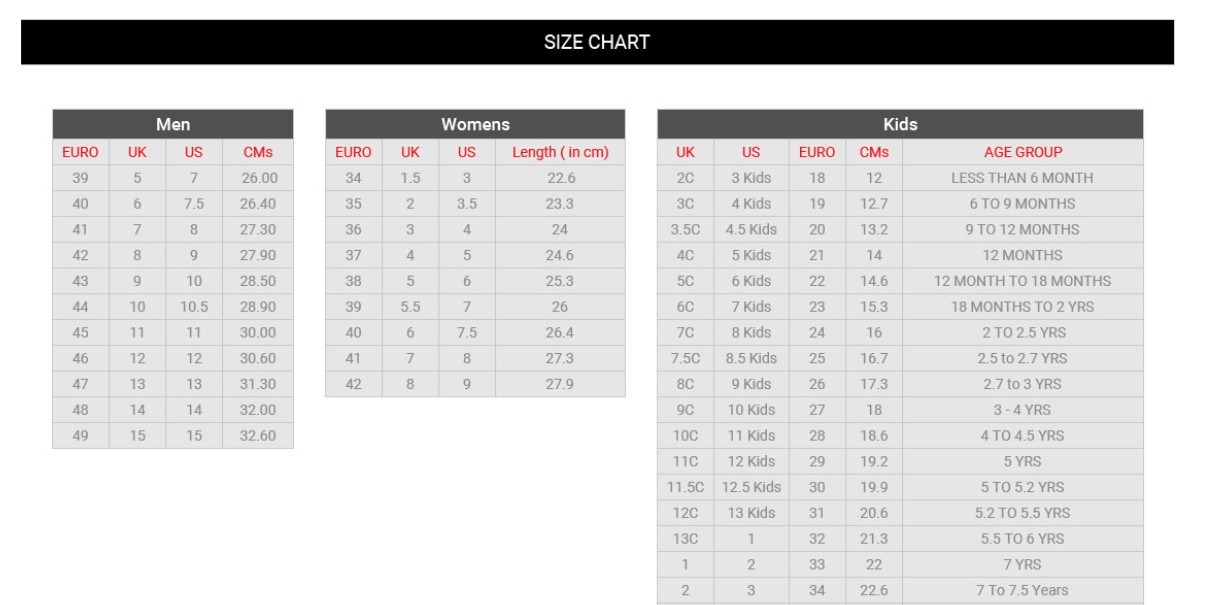 SIZE CHART
Men
EURO UK US CMs
39 5 7 26.00
40 6 7.5 26.40
41 7 8 27.30
42 8 9 27.90
43 9 10 28.50
44 10 10.5 28.90
45 11 11 30.00
46 12 12 30.60
47 13 13 31.30
48 14 14 32.00
49 15 15 32.60
Womens
EURO UK US Length ( in cm)
34 1.5 3 22.6
35 2 3.5 23.3
36 3 4 24
37 4 5 24.6
38 5 6 25.3
39 5.5 7 26
40 6 7.5 26.4
41 7 8 27.3
42 8 9 27.9
Kids
UK US EURO CMs AGE GROUP
2C 3 Kids 18 12 LESS THAN 6 MONTH
3C 4 Kids 19 12.7 6 TO 9 MONTHS
3.5C 4.5 Kids 20 13.2 9 TO 12 MONTHS
4C 5 Kids 21 14 12 MONTHS
5C 6 Kids 22 14.6 12 MONTH TO 18 MONTHS
6C 7 Kids 23 15.3 18 MONTHS TO 2 YRS
7C 8 Kids 24 16 2 TO 2.5 YRS
7.5C 8.5 Kids 25 16.7 2.5 to 2.7 YRS
8C 9 Kids 26 17.3 2.7 to 3 YRS
9C 10 Kids 27 18 3 - 4 YRS
10C 11 Kids 28 18.6 4 TO 4.5 YRS
11C 12 Kids 29 19.2 5 YRS
11.5C 12.5 Kids 30 19.9 5 TO 5.2 YRS
12C 13 Kids 31 20.6 5.2 TO 5.5 YRS
13C 1 32 21.3 5.5 TO 6 YRS
1 2 33 22 7 YRS
2 3 34 22.6 7 To 7.5 Years